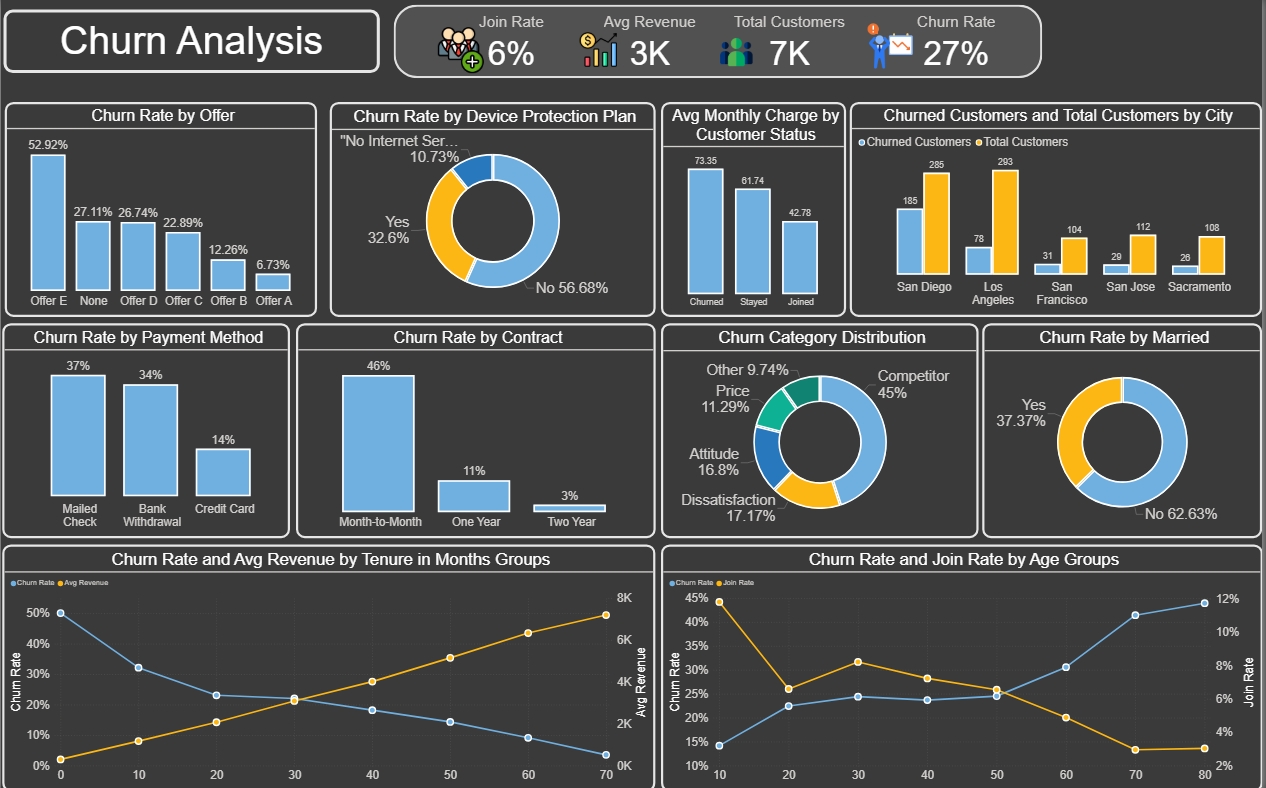 Churn Analysis
Join Rate
6%
Avg Revenue
3K
Total Customers
7K
Churn Rate
27%
Churn Rate by Offer
52.92%
27.11%
26.74%
22.89%
12.26%
6.73%
Offer E
None
Offer D
Offer C
Offer B
Offer A
Churn Rate by Device Protection Plan
"No Internet Ser...
10.73%
Yes
32.6%
No 56.68%
Avg Monthly Charge by
Customer Status
73.35
61.74
42.78
Churned
Stayed
Joined
Churned Customers and Total Customers by City
Churned Customers
Total Customers
185
285
78
293
31
104
29
112
26
108
San Diego
Los
Angeles
San
Francisco
San Jose
Sacramento
Churn Rate by Payment Method
37%
34%
14%
Mailed
Check
Bank
Withdrawal
Credit Card
Churn Rate by Contract
46%
11%
3%
Month-to-Month
One Year
Two Year
Churn Category Distribution
Other 9.74%
Price
11.29%
Attitude
16.8%
Dissatisfaction
17.17%
Competitor
45%
Churn Rate by Married
Yes
37.37%
No 62.63%
Churn Rate and Avg Revenue by Tenure in Months Groups
Churn Rate
Avg Revenue
Churn Rate
50%
40%
30%
20%
10%
0%
8K
6K
4K
2K
0K
Avg Revenue
0
10
20
30
40
50
60
70
Churn Rate and Join Rate by Age Groups
Churn Rate
Join Rate
Churn Rate
45%
40%
35%
30%
25%
20%
15%
10%
12%
10%
8%
6%
4%
2%
Join Rate
10
20
30
40
50
60
70
80